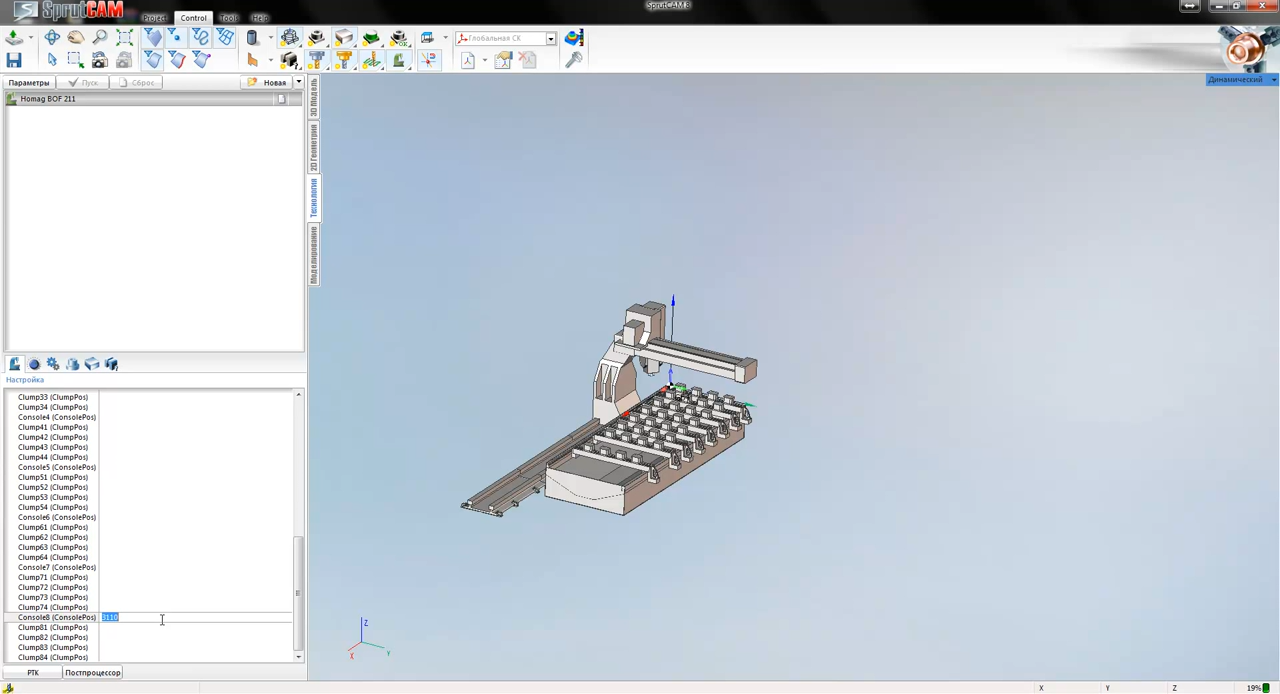 SprutCAM 8
SprutCAM
Project
Control
Tools
Help
Глобальная СК
Параметры
Пуск
Сброс
Новая
Динамический
Homag BOF 211
3D Модель
2D Геометрия
Технология
Моделирование
Настройка
Clump33 (ClumpPos)
Clump34 (ClumpPos)
Console4 (ConsolePos)
Clump41 (ClumpPos)
Clump42 (ClumpPos)
Clump43 (ClumpPos)
Clump44 (ClumpPos)
Console5 (ConsolePos)
Clump51 (ClumpPos)
Clump52 (ClumpPos)
Clump53 (ClumpPos)
Clump54 (ClumpPos)
Console6 (ConsolePos)
Clump61 (ClumpPos)
Clump62 (ClumpPos)
Clump63 (ClumpPos)
Clump64 (ClumpPos)
Console7 (ConsolePos)
Clump71 (ClumpPos)
Clump72 (ClumpPos)
Clump73 (ClumpPos)
Clump74 (ClumpPos)
Console8 (ConsolePos) 3110
Clump81 (ClumpPos)
Clump82 (ClumpPos)
Clump83 (ClumpPos)
Clump84 (ClumpPos)
РТК
Постпроцессор
Z
X
Y
X
Y
Z
19%